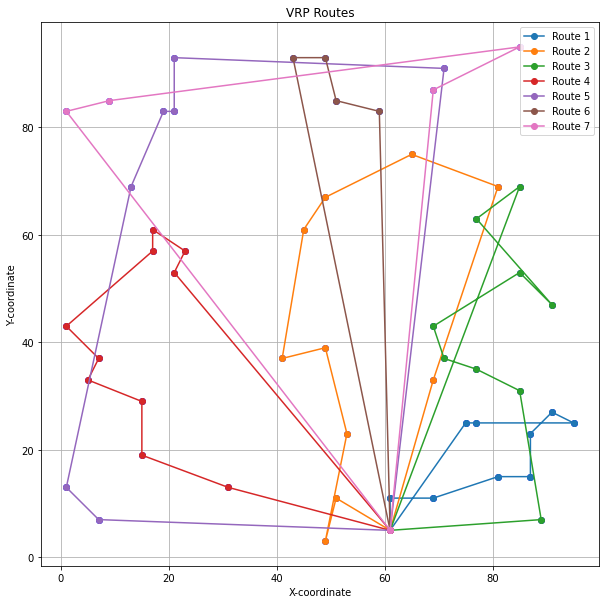 VRP Routes
Route 1
Route 2
Route 3
Route 4
Route 5
Route 6
Route 7
Y-coordinate
80
60
40
20
0
0
20
40
60
80
X-coordinate